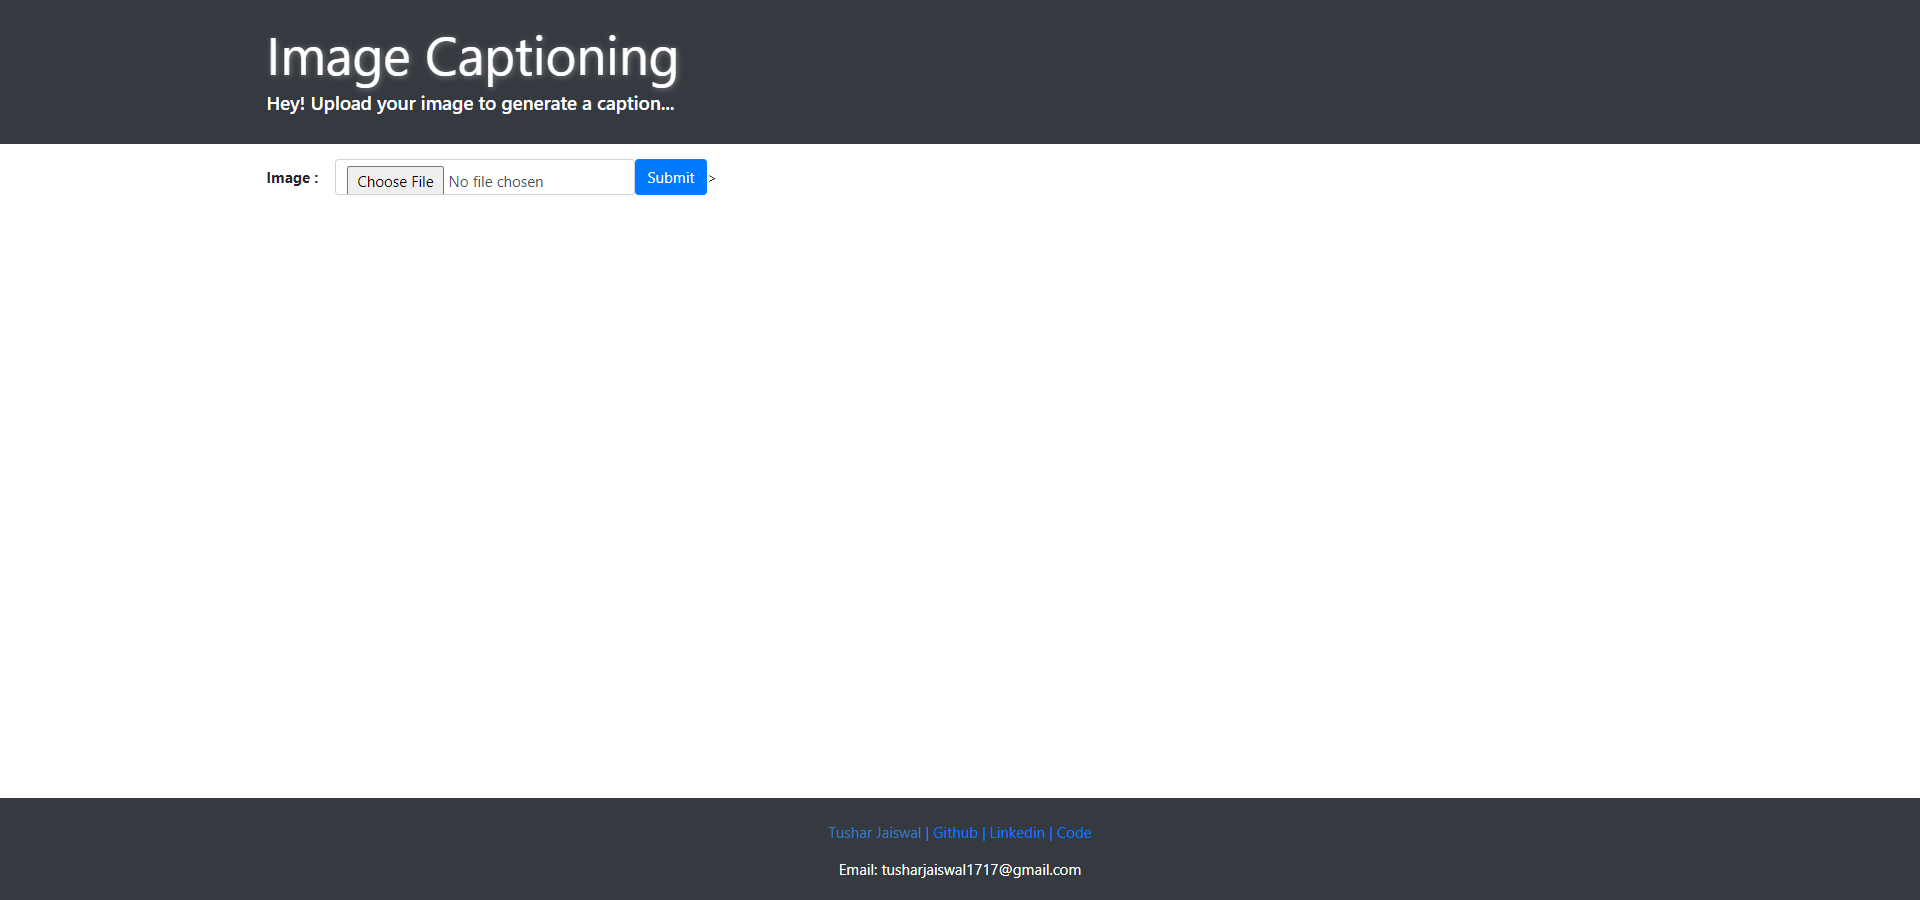 Image Captioning
Hey! Upload your image to generate a caption...
Image : Choose File No file chosen Submit >
Tushar Jaiswal | Github | Linkedin | Code
Email: tusharjaiswal1717@gmail.com